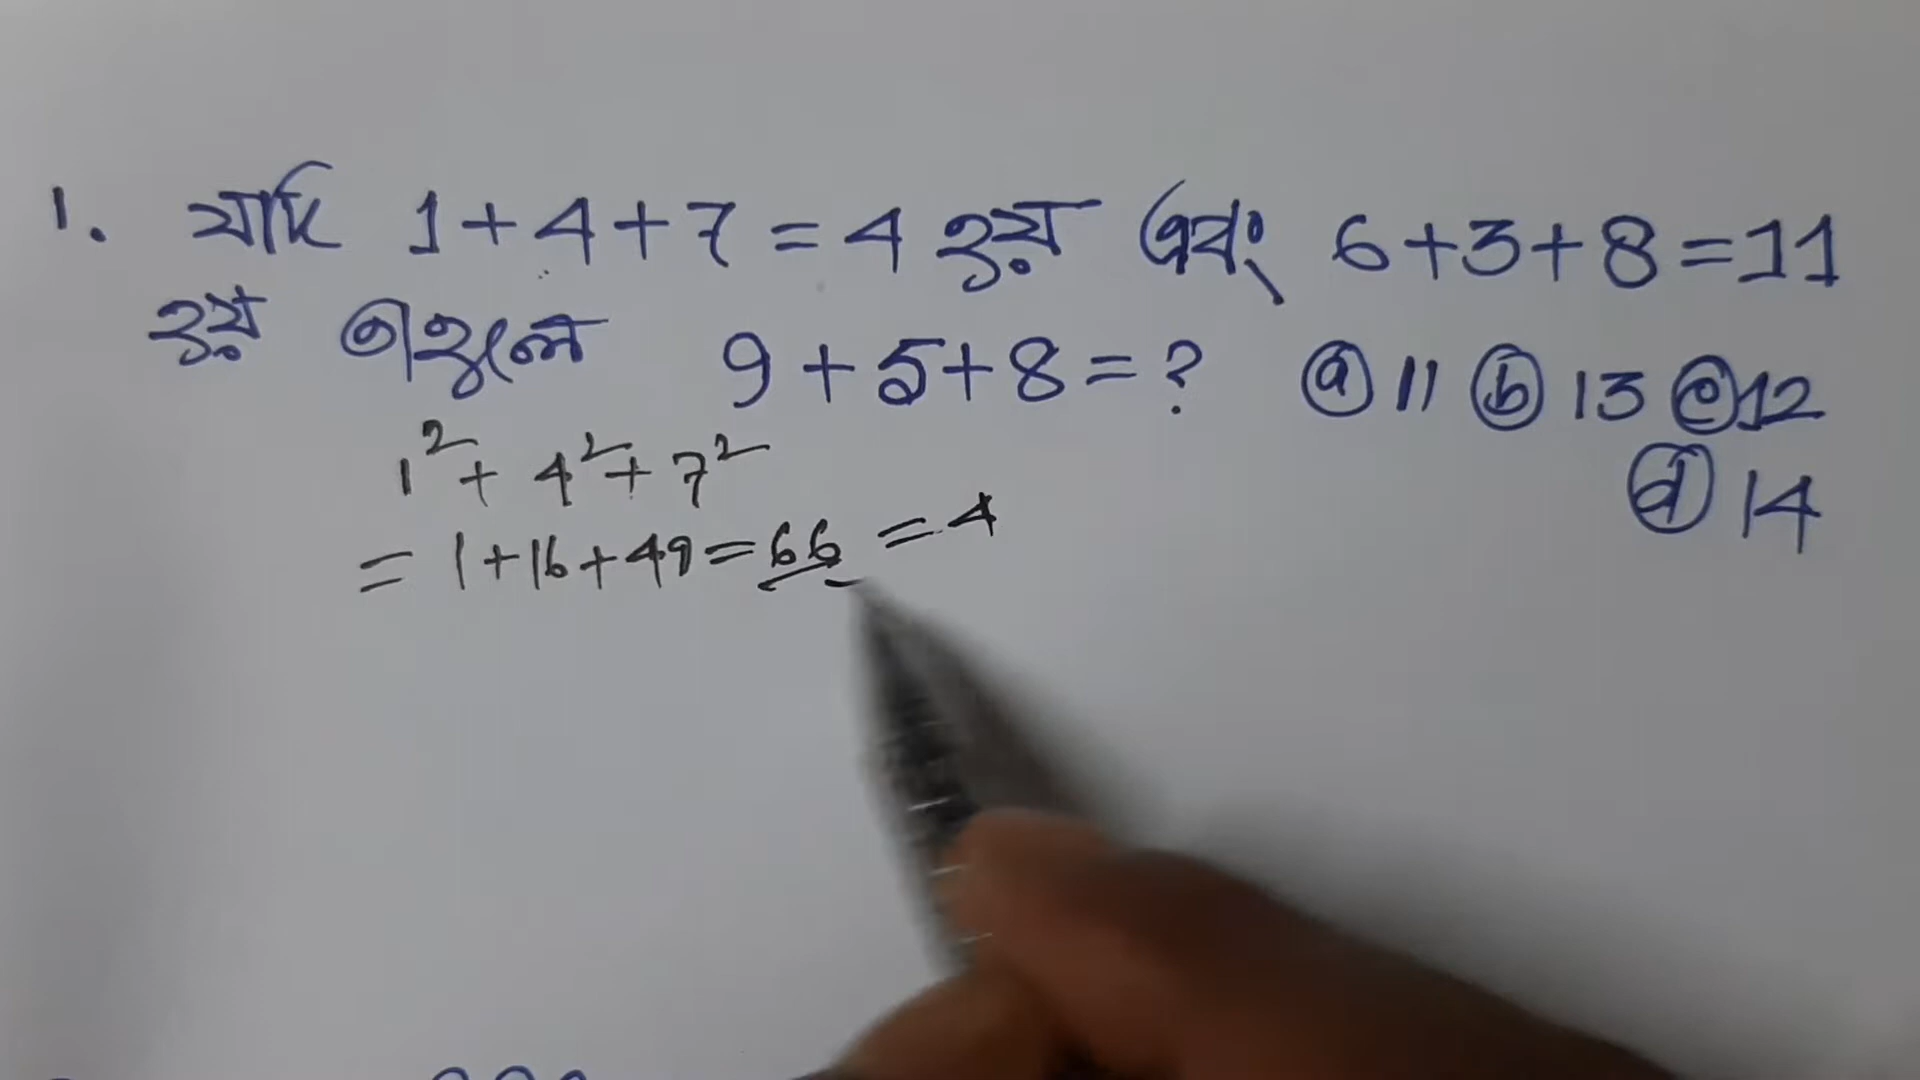 1. যদি 1+4+7=4 হয় এবং 6+3+8=11
হয় তাহলে 9+5+8=? ⓐ 11 ⓑ 13 ⓒ 12
ⓓ 14
1²+4²+7²
=1+16+49=66=4